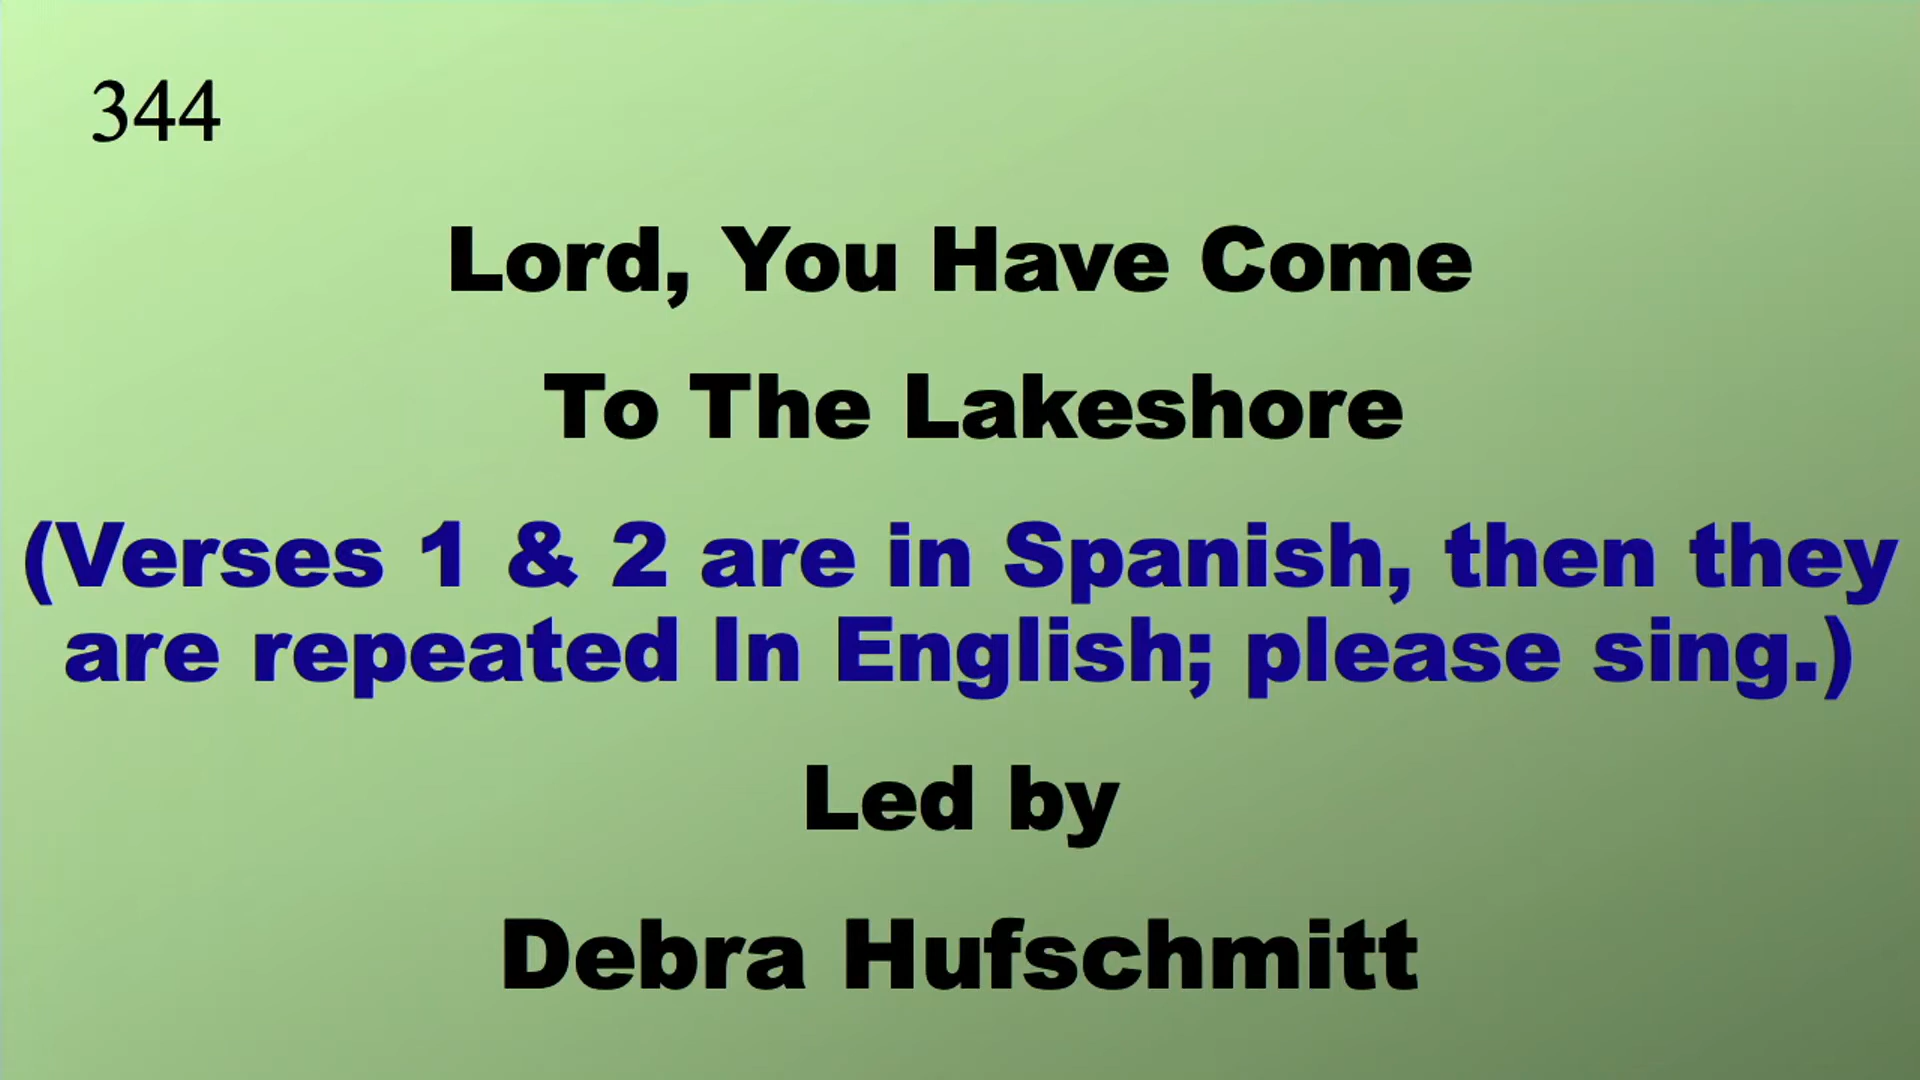 344
Lord, You Have Come
To The Lakeshore
(Verses 1 & 2 are in Spanish, then they
are repeated In English; please sing.)
Led by
Debra Hufschmitt